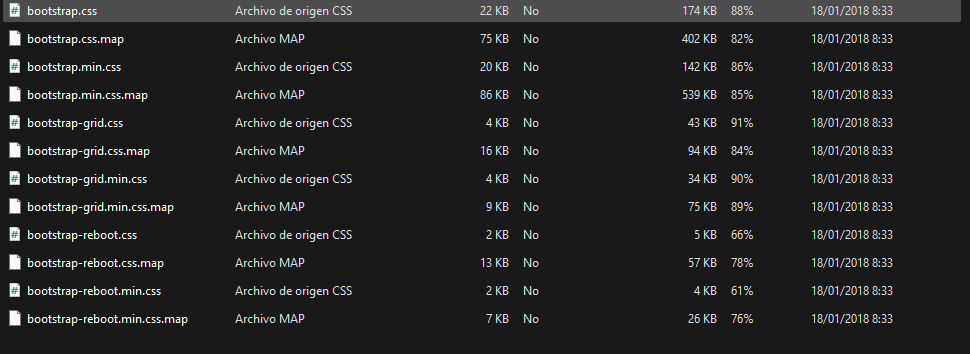 bootstrap.css Archivo de origen CSS 22 KB No 174 KB 88% 18/01/2018 8:33
bootstrap.css.map Archivo MAP 75 KB No 402 KB 82% 18/01/2018 8:33
bootstrap.min.css Archivo de origen CSS 20 KB No 142 KB 86% 18/01/2018 8:33
bootstrap.min.css.map Archivo MAP 86 KB No 539 KB 85% 18/01/2018 8:33
bootstrap-grid.css Archivo de origen CSS 4 KB No 43 KB 91% 18/01/2018 8:33
bootstrap-grid.css.map Archivo MAP 16 KB No 94 KB 84% 18/01/2018 8:33
bootstrap-grid.min.css Archivo de origen CSS 4 KB No 34 KB 90% 18/01/2018 8:33
bootstrap-grid.min.css.map Archivo MAP 9 KB No 75 KB 89% 18/01/2018 8:33
bootstrap-reboot.css Archivo de origen CSS 2 KB No 5 KB 66% 18/01/2018 8:33
bootstrap-reboot.css.map Archivo MAP 13 KB No 57 KB 78% 18/01/2018 8:33
bootstrap-reboot.min.css Archivo de origen CSS 2 KB No 4 KB 61% 18/01/2018 8:33
bootstrap-reboot.min.css.map Archivo MAP 7 KB No 26 KB 76% 18/01/2018 8:33